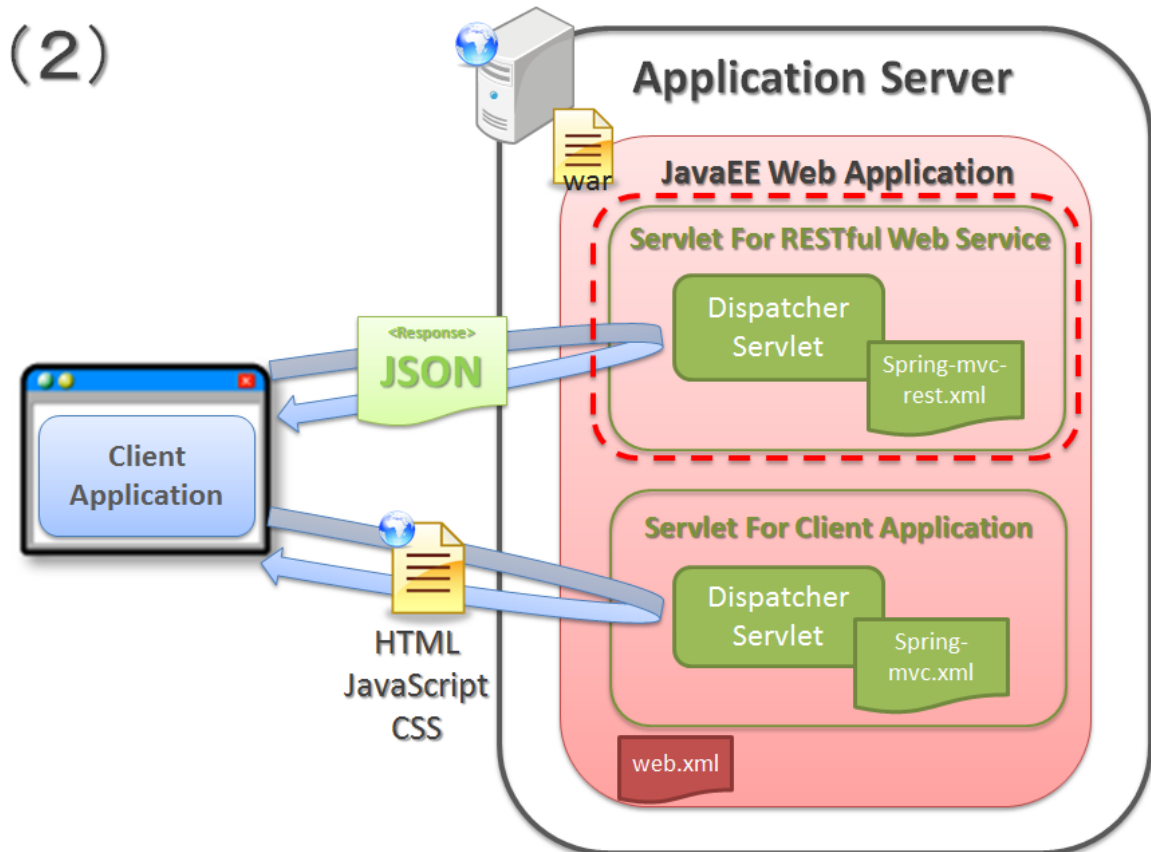 (2)
Application Server
war
JavaEE Web Application
Servlet For RESTful Web Service
Dispatcher
Servlet
Spring-mvc-
rest.xml
<Response>
JSON
Client
Application
Servlet For Client Application
Dispatcher
Servlet
Spring-
mvc.xml
HTML
JavaScript
CSS
web.xml